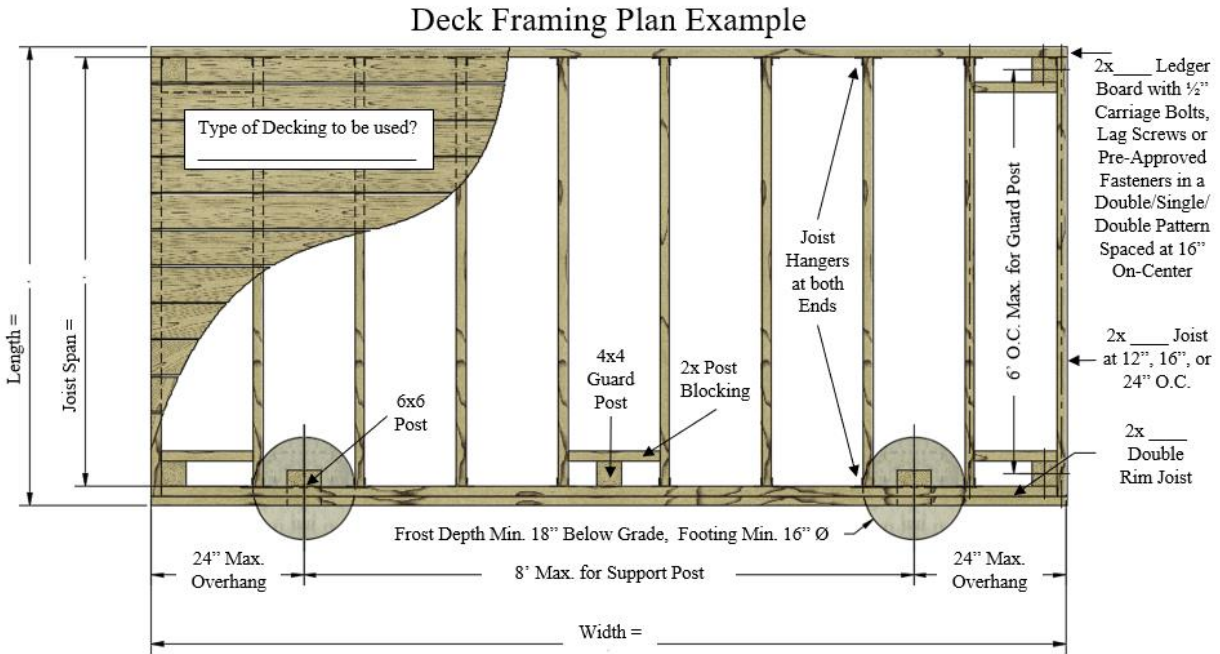 Deck Framing Plan Example
Type of Decking to be used?
2x____ Ledger
Board with ½”
Carriage Bolts,
Lag Screws or
Pre-Approved
Fasteners in a
Double/Single/
Double Pattern
Spaced at 16”
On-Center
Length =
Joist Span =
Joist
Hangers
at both
Ends
6’ O.C. Max. for Guard Post
2x ____ Joist
at 12”, 16”, or
24” O.C.
4x4
Guard
Post
2x Post
Blocking
6x6
Post
2x ____
Double
Rim Joist
Frost Depth Min. 18” Below Grade, Footing Min. 16” Ø
24” Max.
Overhang
8’ Max. for Support Post
24” Max.
Overhang
Width =